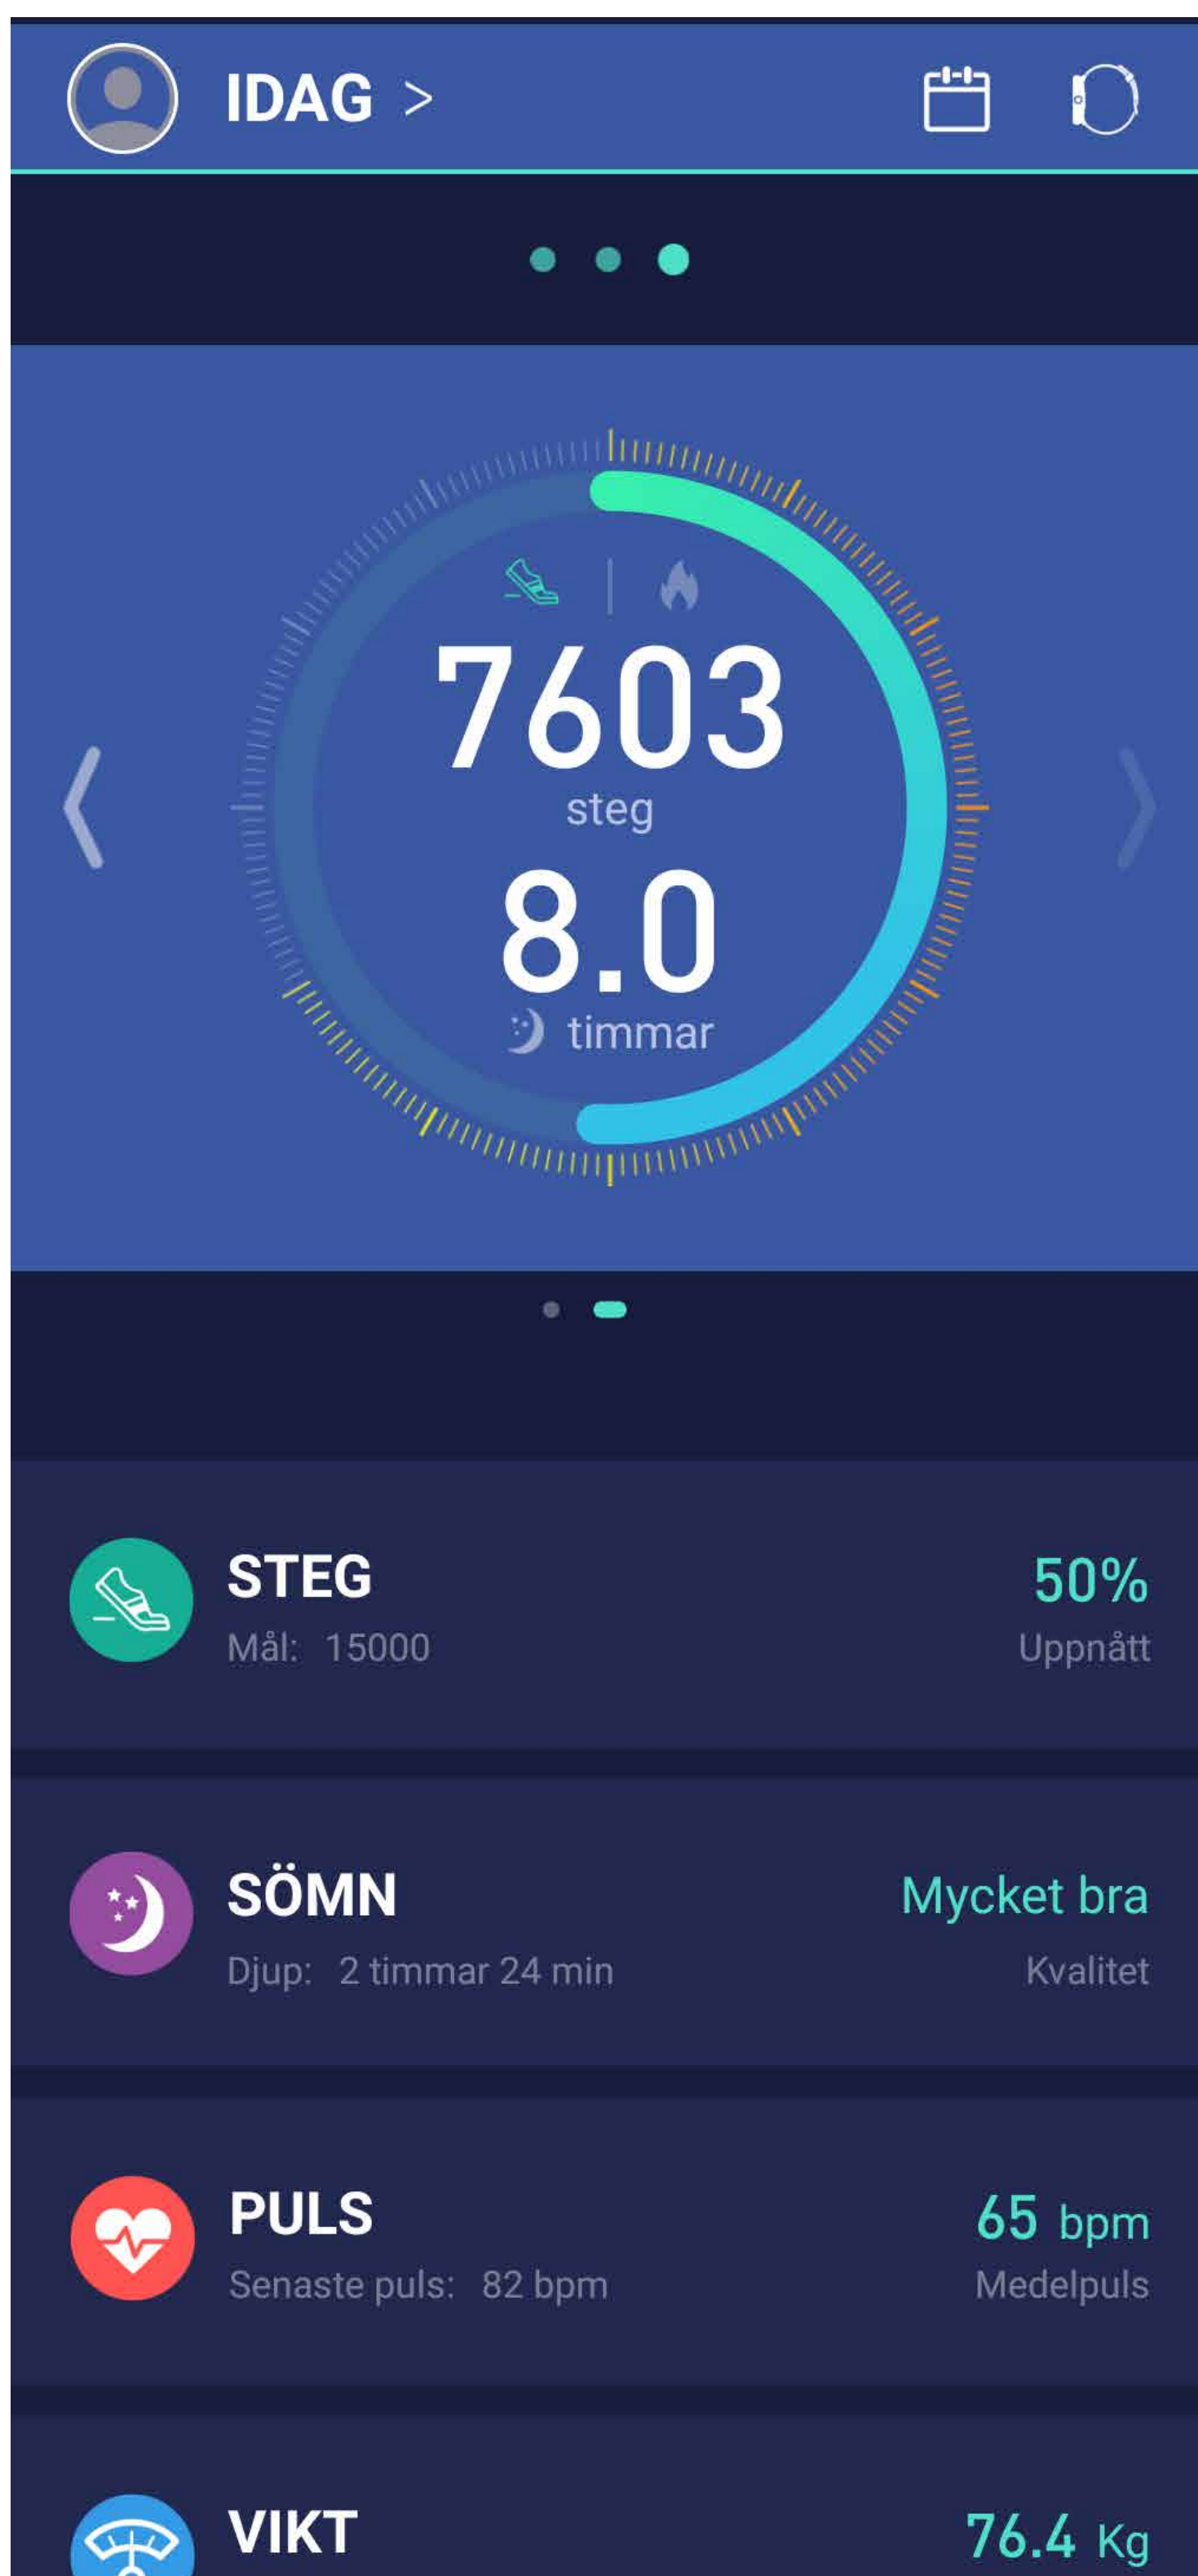 IDAG >
7603
steg
8.0
timmar
STEG
50%
Mål: 15000
Uppnått
SÖMN
Mycket bra
Djup: 2 timmar 24 min
Kvalitet
PULS
65 bpm
Senaste puls: 82 bpm
Medelpuls
VIKT
76.4 Kg